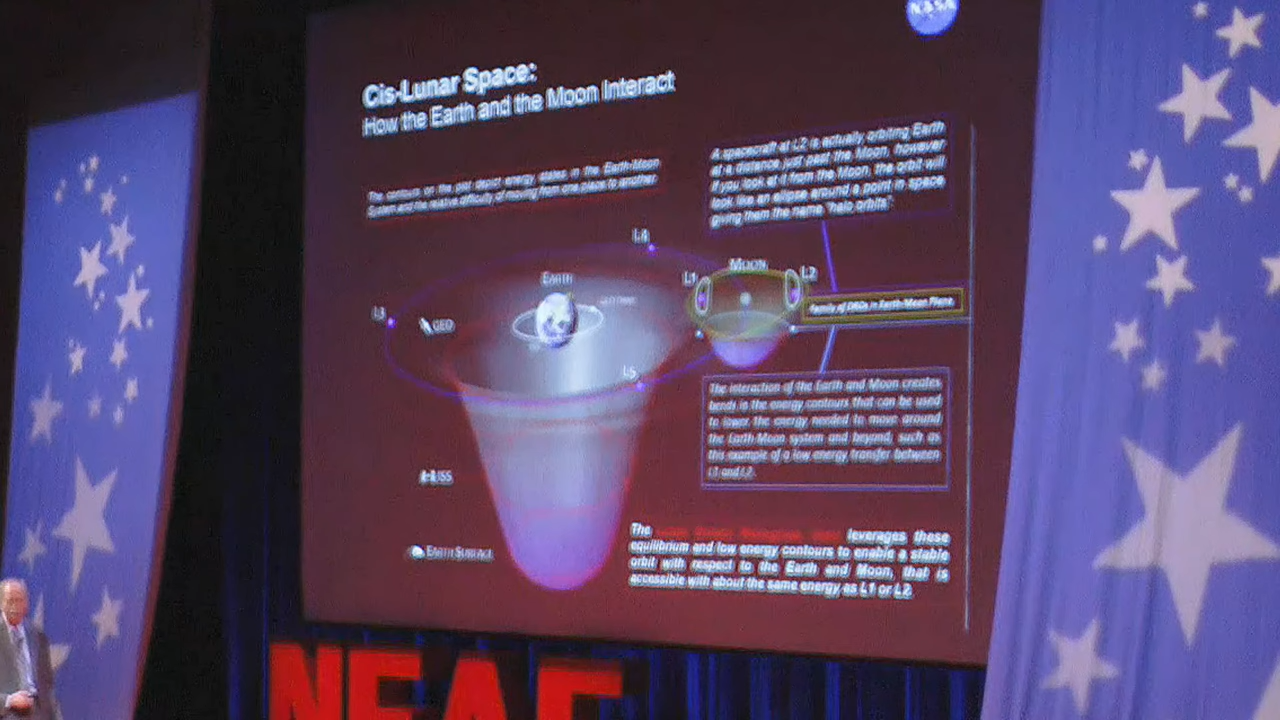 NASA
Cis-Lunar Space:
How the Earth and the Moon Interact
The contours on the plot depict energy states in the Earth-Moon
System and the relative difficulty of moving from one place to another
A spacecraft at L2 is actually orbiting Earth
at a distance just past the Moon, however
if you look at it from the Moon, the orbit will
look like an ellipse around a point in space
giving them the name "halo orbits".
L4
EARTH
L1
MOON
L2
L3
GEO
Family of DROs in Earth-Moon Plane
L5
The interaction of the Earth and Moon creates
bends in the energy contours that can be used
to lower the energy needed to move around
the Earth-Moon system and beyond, such as
this example of a low energy transfer between
L1 and L2.
ISS
EARTH SURFACE
The leverages these
equilibrium and low energy contours to enable a stable
orbit with respect to the Earth and Moon, that is
accessible with about the same energy as L1 or L2.
NEAF